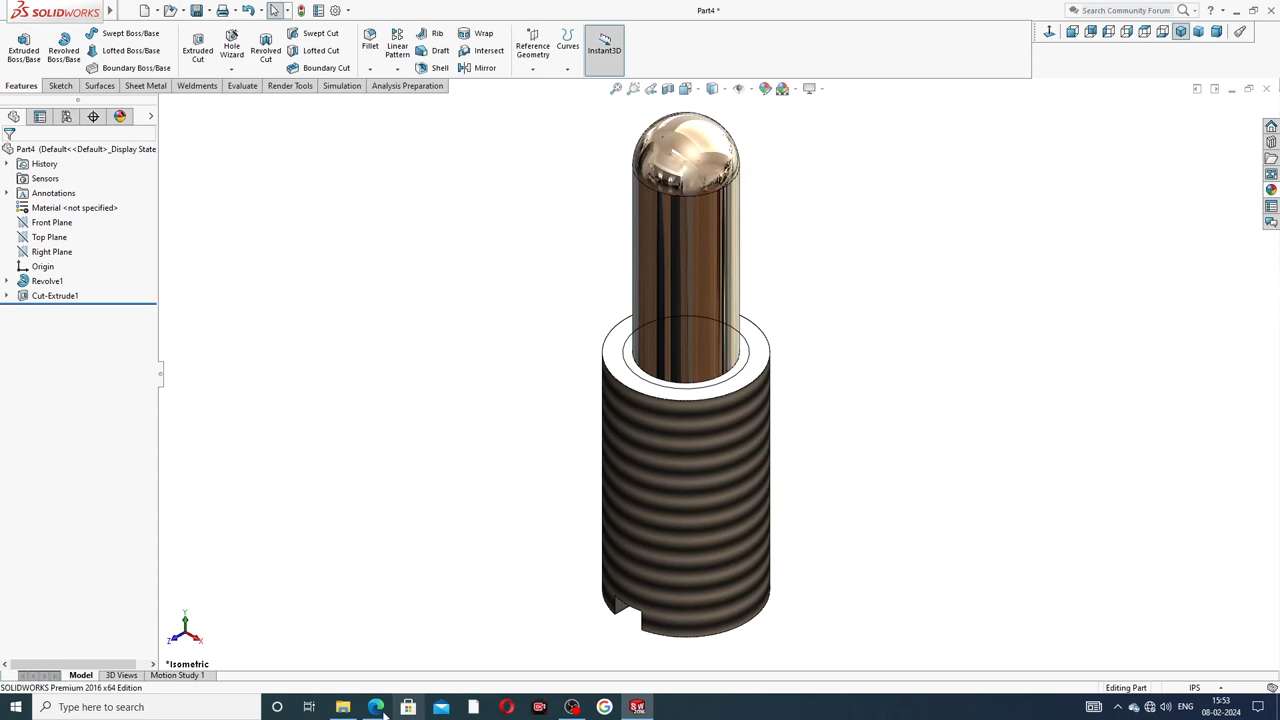 SOLIDWORKS
Part4 *
Search Community Forum
Extruded Boss/Base
Revolved Boss/Base
Swept Boss/Base
Lofted Boss/Base
Boundary Boss/Base
Extruded Cut
Hole Wizard
Revolved Cut
Swept Cut
Lofted Cut
Boundary Cut
Fillet
Linear Pattern
Rib
Draft
Shell
Wrap
Intersect
Mirror
Reference Geometry
Curves
Instant3D
Features
Sketch
Surfaces
Sheet Metal
Weldments
Evaluate
Render Tools
Simulation
Analysis Preparation
Part4 (Default<<Default>_Display State
History
Sensors
Annotations
Material <not specified>
Front Plane
Top Plane
Right Plane
Origin
Revolve1
Cut-Extrude1
Y
Z
X
*Isometric
Model
3D Views
Motion Study 1
SOLIDWORKS Premium 2016 x64 Edition
Editing Part
IPS
Type here to search
ENG
15:53
08-02-2024